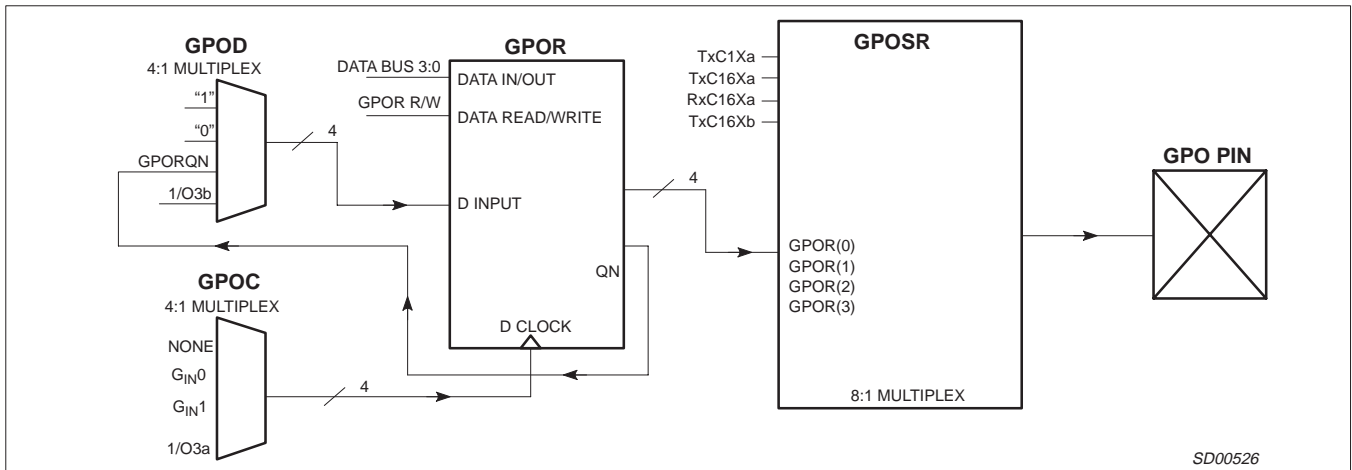 GPOD
4:1 MULTIPLEX
"1"
"0"
GPORQN
1/O3b
4
GPOC
4:1 MULTIPLEX
NONE
GIN0
GIN1
1/O3a
4
GPOR
DATA BUS 3:0
DATA IN/OUT
GPOR R/W
DATA READ/WRITE
D INPUT
QN
D CLOCK
4
GPOSR
TxC1Xa
TxC16Xa
RxC16Xa
TxC16Xb
GPOR(0)
GPOR(1)
GPOR(2)
GPOR(3)
8:1 MULTIPLEX
GPO PIN
SD00526